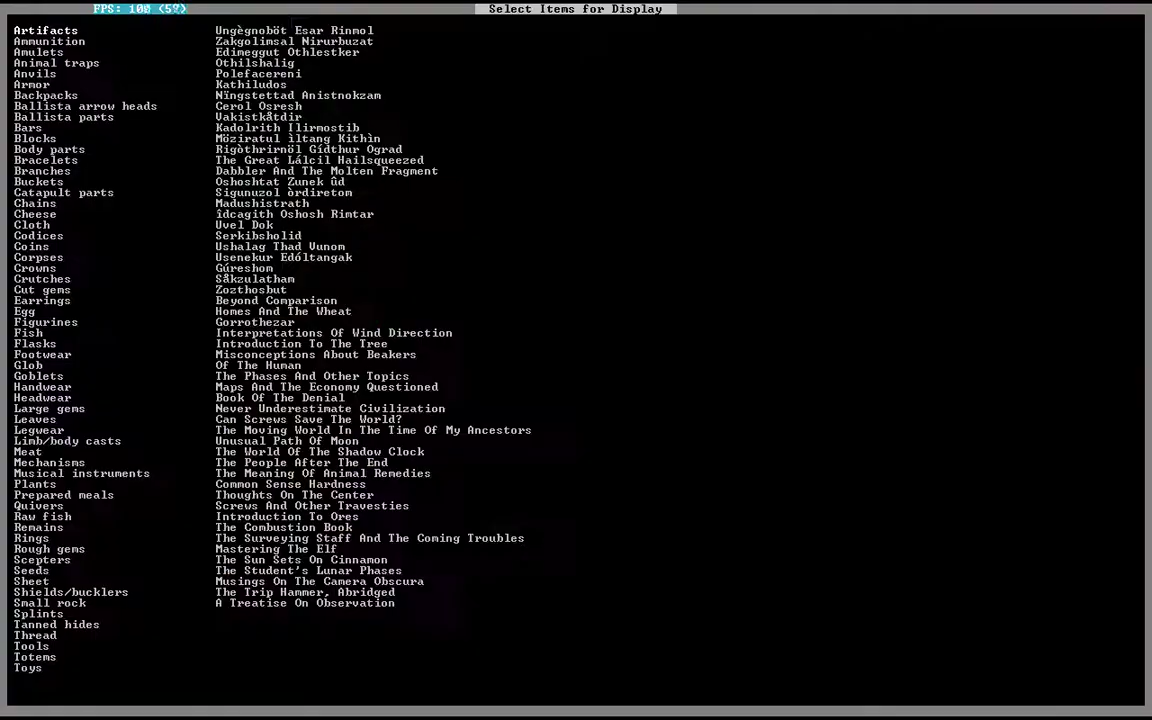 FPS: 100 (50)
Select Items for Display
Artifacts
Ammunition
Amulets
Animal traps
Anvils
Armor
Backpacks
Ballista arrow heads
Ballista parts
Bars
Blocks
Body parts
Bracelets
Branches
Buckets
Catapult parts
Chains
Cheese
Cloth
Codices
Coins
Corpses
Crowns
Crutches
Cut gems
Earrings
Egg
Figurines
Fish
Flasks
Footwear
Glob
Goblets
Handwear
Headwear
Large gems
Leaves
Legwear
Limb/body casts
Meat
Mechanisms
Musical instruments
Plants
Prepared meals
Quivers
Raw fish
Remains
Rings
Rough gems
Scepters
Seeds
Sheet
Shields/bucklers
Small rock
Splints
Tanned hides
Thread
Tools
Totems
Toys
Ungègnoböt Esar Rinmol
Zakgolimsal Nirurbuzat
Edimeggut Othlestker
Othilshalig
Polefacereni
Kathiludos
Nïngstettad Anistnokzam
Cerol Osresh
Vakistkåtdir
Kadolrith Ilirmostib
Möziratul ìltang Kithìn
Rigòthrirnöl Gídthur Ograd
The Great Lálcil Hailsqueezed
Dabbler And The Molten Fragment
Oshoshtat Zunek ûd
Sigunuzol òrdiretom
Madushistrath
îdcagith Oshosh Rimtar
Uvel Dok
Serkibsholid
Ushalag Thad Vunom
Usenekur Edóltangak
Gúreshom
Såkzulatham
Zozthosbut
Beyond Comparison
Homes And The Wheat
Gorrothezar
Interpretations Of Wind Direction
Introduction To The Tree
Misconceptions About Beakers
Of The Human
The Phases And Other Topics
Maps And The Economy Questioned
Book Of The Denial
Never Underestimate Civilization
Can Screws Save The World?
The Moving World In The Time Of My Ancestors
Unusual Path Of Moon
The World Of The Shadow Clock
The People After The End
The Meaning Of Animal Remedies
Common Sense Hardness
Thoughts On The Center
Screws And Other Travesties
Introduction To Ores
The Combustion Book
The Surveying Staff And The Coming Troubles
Mastering The Elf
The Sun Sets On Cinnamon
The Student's Lunar Phases
Musings On The Camera Obscura
The Trip Hammer, Abridged
A Treatise On Observation